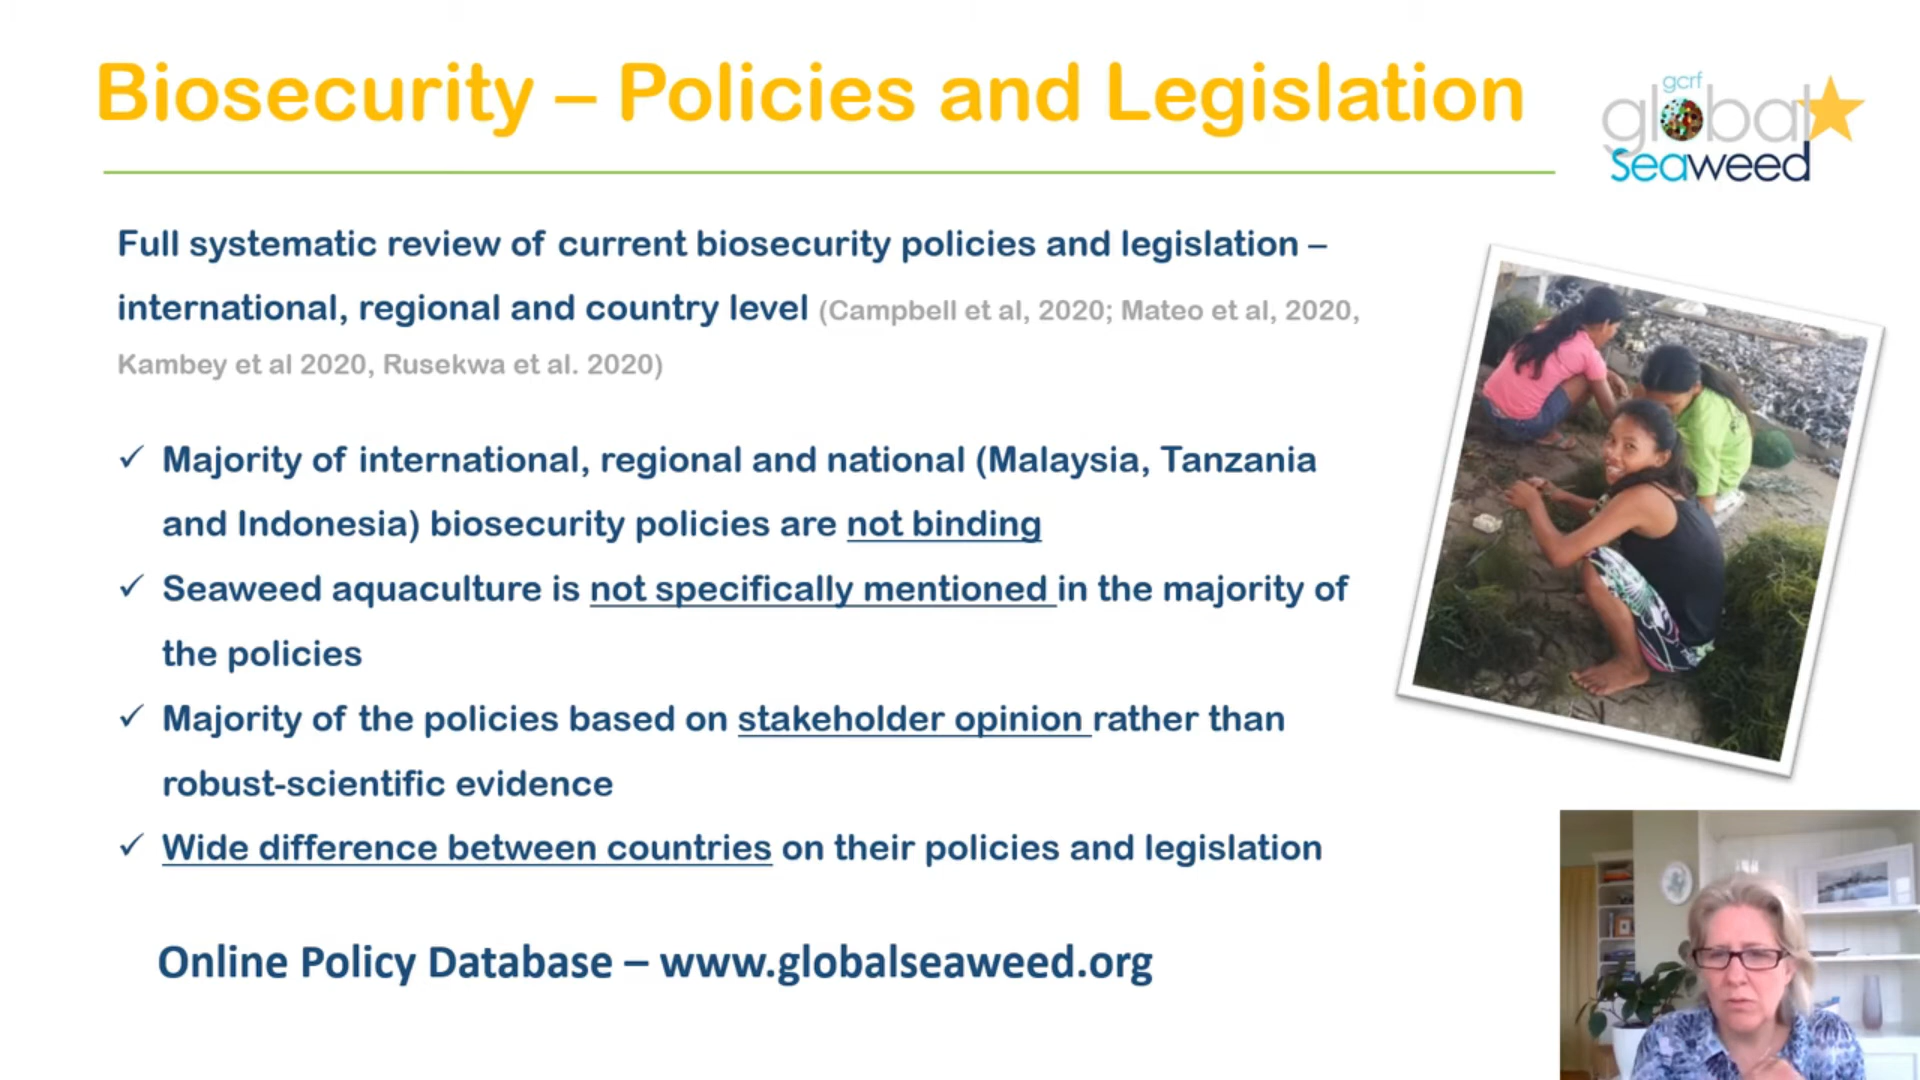 Biosecurity – Policies and Legislation
gcrf
global
Seaweed
Full systematic review of current biosecurity policies and legislation –
international, regional and country level (Campbell et al, 2020; Mateo et al, 2020,
Kambey et al 2020, Rusekwa et al. 2020)
✓ Majority of international, regional and national (Malaysia, Tanzania
and Indonesia) biosecurity policies are not binding
✓ Seaweed aquaculture is not specifically mentioned in the majority of
the policies
✓ Majority of the policies based on stakeholder opinion rather than
robust-scientific evidence
✓ Wide difference between countries on their policies and legislation
Online Policy Database – www.globalseaweed.org